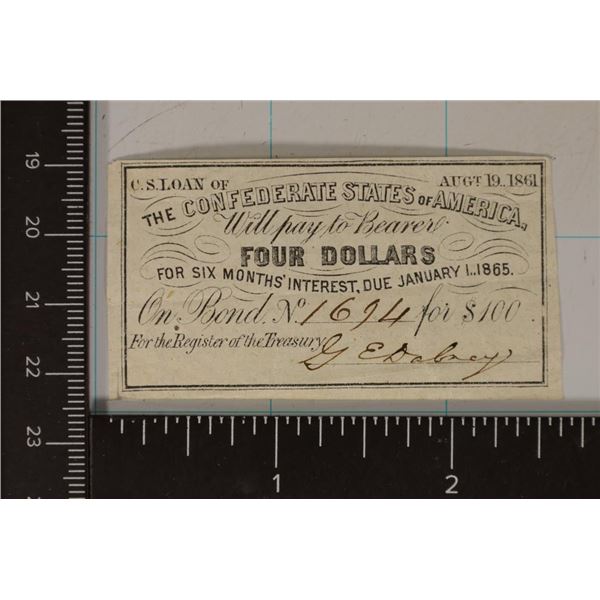 C.S. LOAN OF AUGT 19..1861
THE CONFEDERATE STATES OF AMERICA,
Will pay to Bearer
FOUR DOLLARS
FOR SIX MONTHS' INTEREST, DUE JANUARY 1..1865.
On Bond No 1694 for $100
For the Register of the Treasury G E Dabney
19
20
21
22
23
1 2